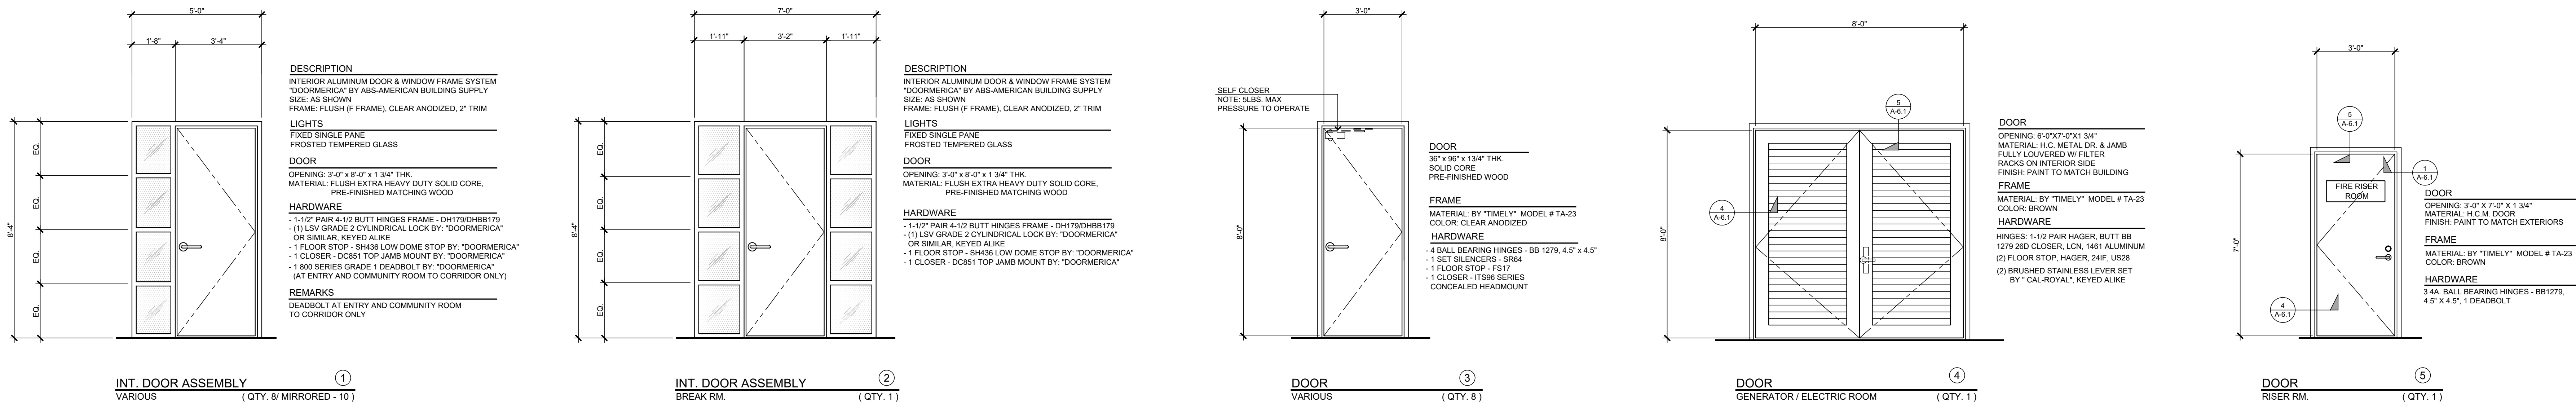 5'-0"
1'-8"
3'-4"
8'-4"
EQ.
EQ.
EQ.
EQ.
DESCRIPTION
INTERIOR ALUMINUM DOOR & WINDOW FRAME SYSTEM
"DOORMERICA" BY ABS-AMERICAN BUILDING SUPPLY
SIZE: AS SHOWN
FRAME: FLUSH (F FRAME), CLEAR ANODIZED, 2" TRIM
LIGHTS
FIXED SINGLE PANE
FROSTED TEMPERED GLASS
DOOR
OPENING: 3'-0" x 8'-0" x 1 3/4" THK.
MATERIAL: FLUSH EXTRA HEAVY DUTY SOLID CORE,
PRE-FINISHED MATCHING WOOD
HARDWARE
- 1-1/2" PAIR 4-1/2 BUTT HINGES FRAME - DH179/DHBB179
- (1) LSV GRADE 2 CYLINDRICAL LOCK BY: "DOORMERICA"
OR SIMILAR, KEYED ALIKE
- 1 FLOOR STOP - SH436 LOW DOME STOP BY: "DOORMERICA"
- 1 CLOSER - DC851 TOP JAMB MOUNT BY: "DOORMERICA"
- 1 800 SERIES GRADE 1 DEADBOLT BY: "DOORMERICA"
(AT ENTRY AND COMMUNITY ROOM TO CORRIDOR ONLY)
REMARKS
DEADBOLT AT ENTRY AND COMMUNITY ROOM
TO CORRIDOR ONLY
INT. DOOR ASSEMBLY 1
VARIOUS ( QTY. 8/ MIRRORED - 10 )
7'-0"
1'-11"
3'-2"
1'-11"
8'-4"
EQ.
EQ.
EQ.
EQ.
DESCRIPTION
INTERIOR ALUMINUM DOOR & WINDOW FRAME SYSTEM
"DOORMERICA" BY ABS-AMERICAN BUILDING SUPPLY
SIZE: AS SHOWN
FRAME: FLUSH (F FRAME), CLEAR ANODIZED, 2" TRIM
LIGHTS
FIXED SINGLE PANE
FROSTED TEMPERED GLASS
DOOR
OPENING: 3'-0" x 8'-0" x 1 3/4" THK.
MATERIAL: FLUSH EXTRA HEAVY DUTY SOLID CORE,
PRE-FINISHED MATCHING WOOD
HARDWARE
- 1-1/2" PAIR 4-1/2 BUTT HINGES FRAME - DH179/DHBB179
- (1) LSV GRADE 2 CYLINDRICAL LOCK BY: "DOORMERICA"
OR SIMILAR, KEYED ALIKE
- 1 FLOOR STOP - SH436 LOW DOME STOP BY: "DOORMERICA"
- 1 CLOSER - DC851 TOP JAMB MOUNT BY: "DOORMERICA"
INT. DOOR ASSEMBLY 2
BREAK RM. ( QTY. 1 )
3'-0"
SELF CLOSER
NOTE: 5LBS. MAX
PRESSURE TO OPERATE
8'-0"
DOOR
36" x 96" x 13/4" THK.
SOLID CORE
PRE-FINISHED WOOD
FRAME
MATERIAL: BY "TIMELY" MODEL # TA-23
COLOR: CLEAR ANODIZED
HARDWARE
- 4 BALL BEARING HINGES - BB 1279, 4.5" x 4.5"
- 1 SET SILENCERS - SR64
- 1 FLOOR STOP - FS17
- 1 CLOSER - ITS96 SERIES
CONCEALED HEADMOUNT
DOOR 3
VARIOUS ( QTY. 8 )
8'-0"
8'-0"
5
A-6.1
4
A-6.1
DOOR
OPENING: 6'-0"X7'-0"X1 3/4"
MATERIAL: H.C. METAL DR. & JAMB
FULLY LOUVERED W/ FILTER
RACKS ON INTERIOR SIDE
FINISH: PAINT TO MATCH BUILDING
FRAME
MATERIAL: BY "TIMELY" MODEL # TA-23
COLOR: BROWN
HARDWARE
HINGES: 1-1/2 PAIR HAGER, BUTT BB
1279 26D CLOSER, LCN, 1461 ALUMINUM
(2) FLOOR STOP, HAGER, 24IF, US28
(2) BRUSHED STAINLESS LEVER SET
BY " CAL-ROYAL", KEYED ALIKE
DOOR 4
GENERATOR / ELECTRIC ROOM ( QTY. 1 )
3'-0"
7'-0"
5
A-6.1
1
A-6.1
FIRE RISER
ROOM
4
A-6.1
DOOR
OPENING: 3'-0" X 7'-0" X 1 3/4"
MATERIAL: H.C.M. DOOR
FINISH: PAINT TO MATCH EXTERIORS
FRAME
MATERIAL: BY "TIMELY" MODEL # TA-23
COLOR: BROWN
HARDWARE
3 4A. BALL BEARING HINGES - BB1279,
4.5" X 4.5", 1 DEADBOLT
DOOR 5
RISER RM. ( QTY. 1 )